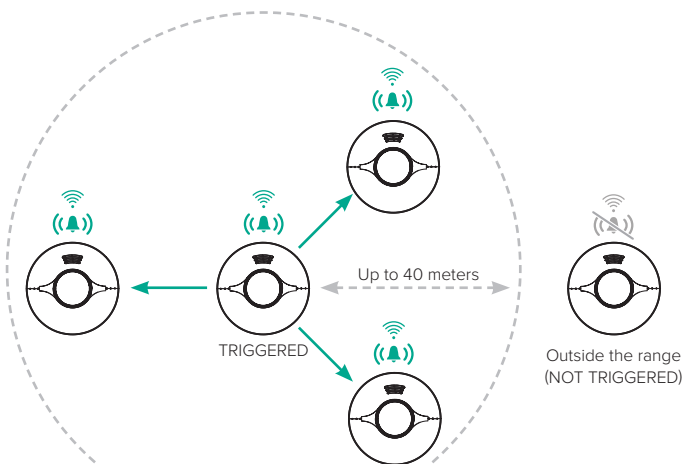 Up to 40 meters
TRIGGERED
Outside the range
(NOT TRIGGERED)